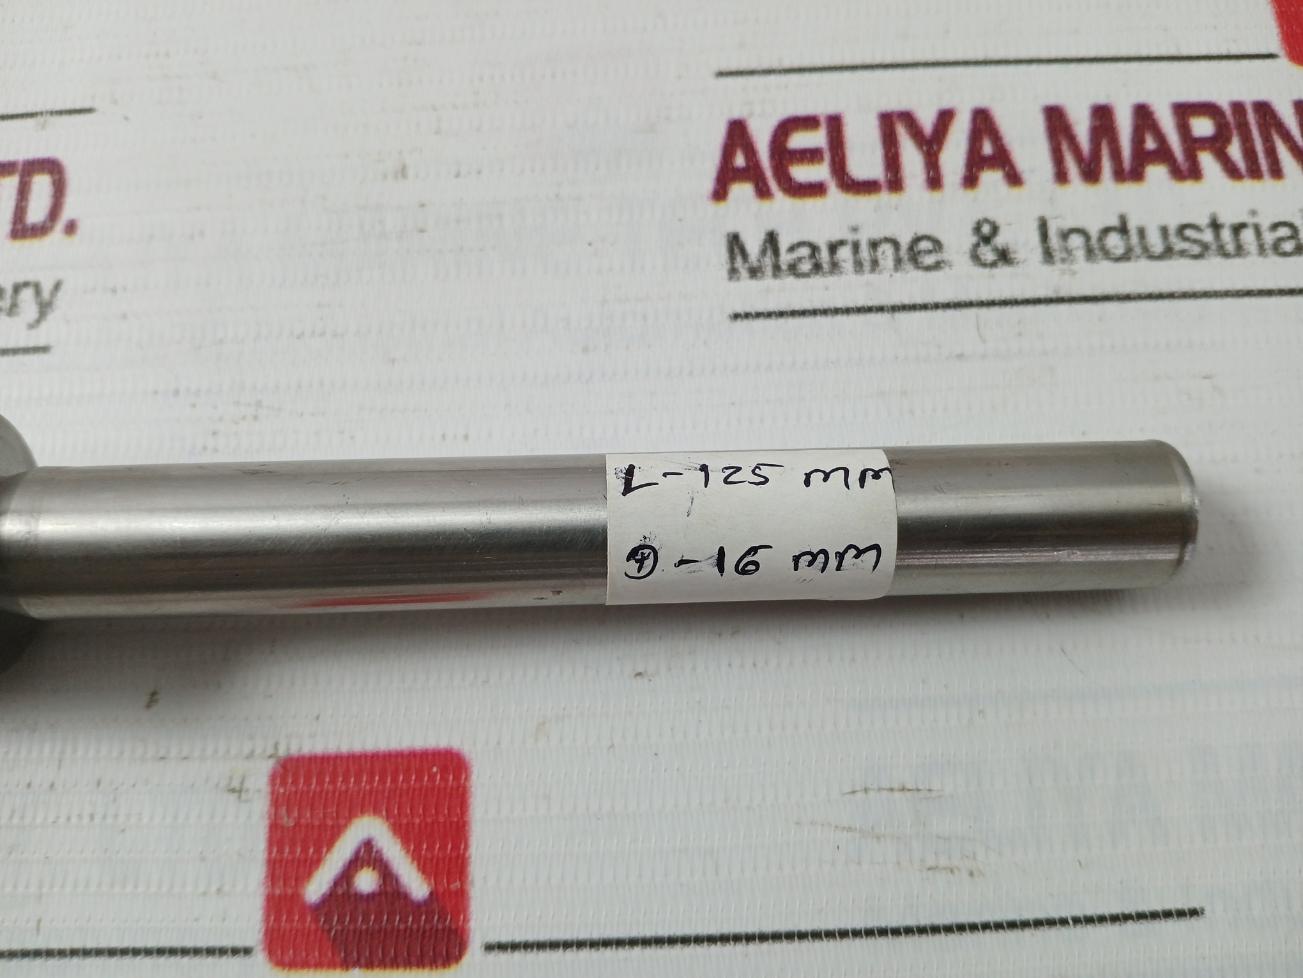 AELIYA MARIN
Marine & Industria
TD.
ery
L-125 mm
⌀-16 mm